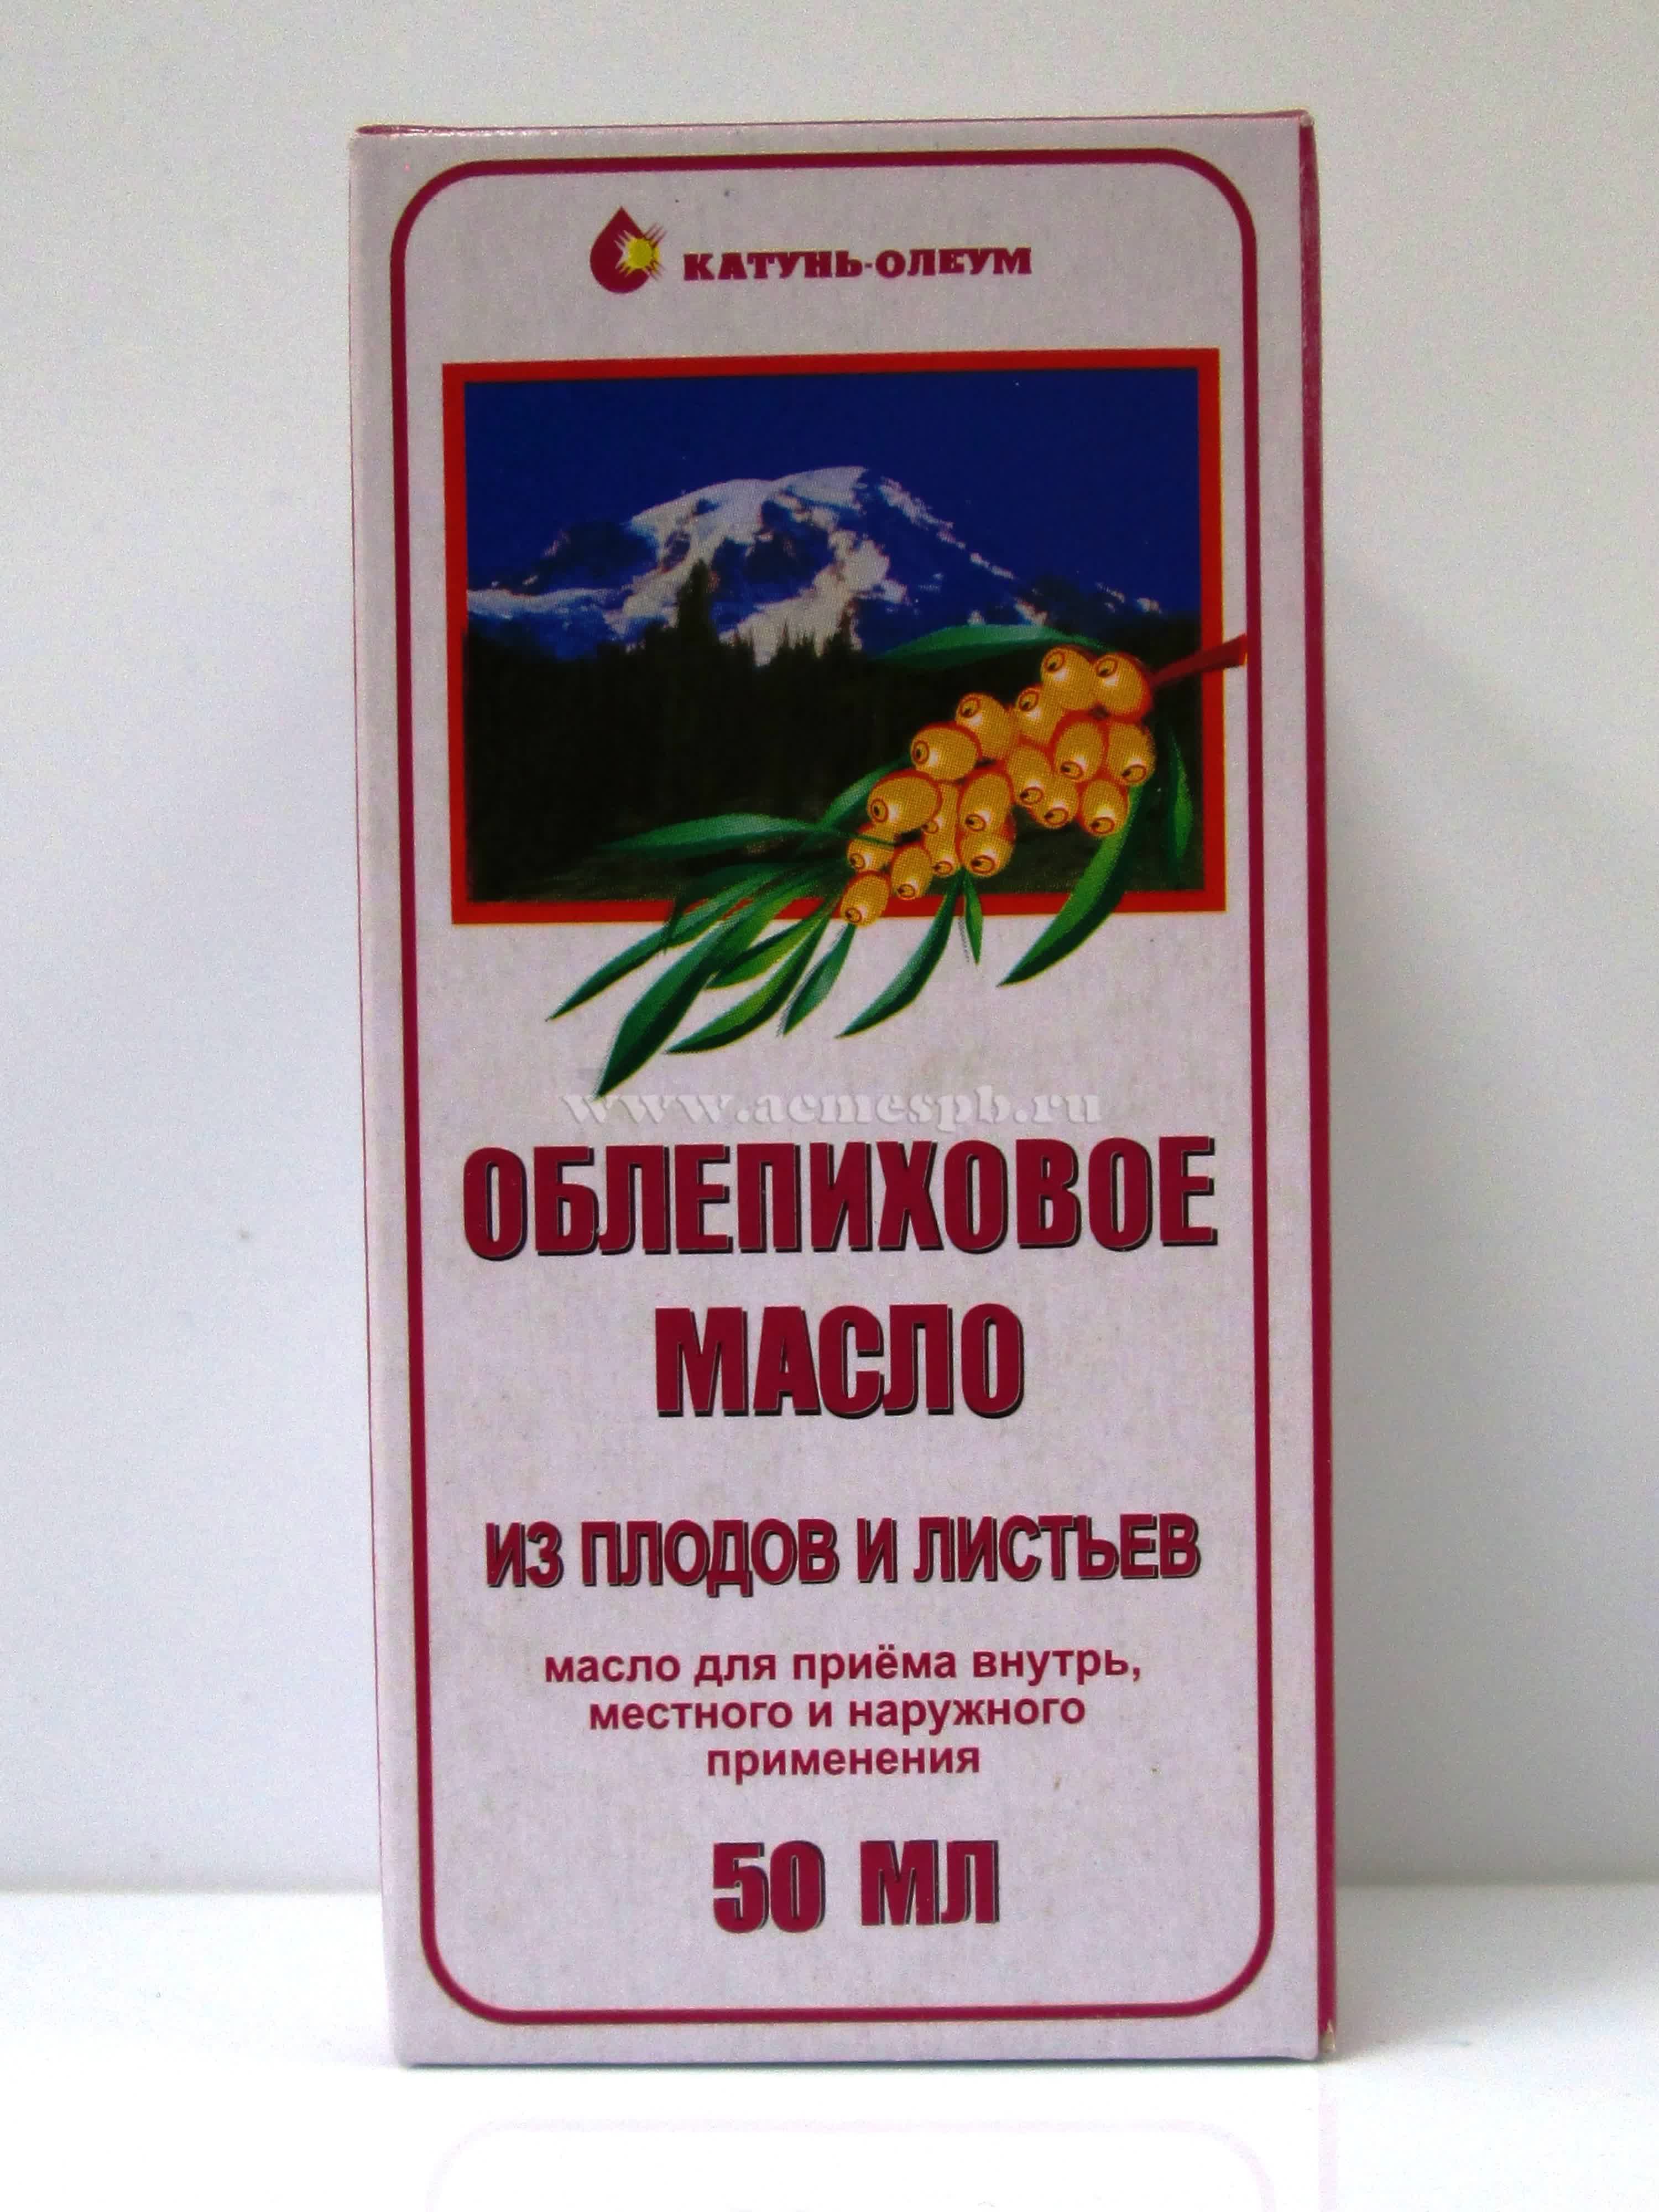 КАТУНЬ-ОЛЕУМ
www.acmespb.ru
ОБЛЕПИХОВОЕ
МАСЛО
ИЗ ПЛОДОВ И ЛИСТЬЕВ
масло для приёма внутрь,
местного и наружного
применения
50 МЛ